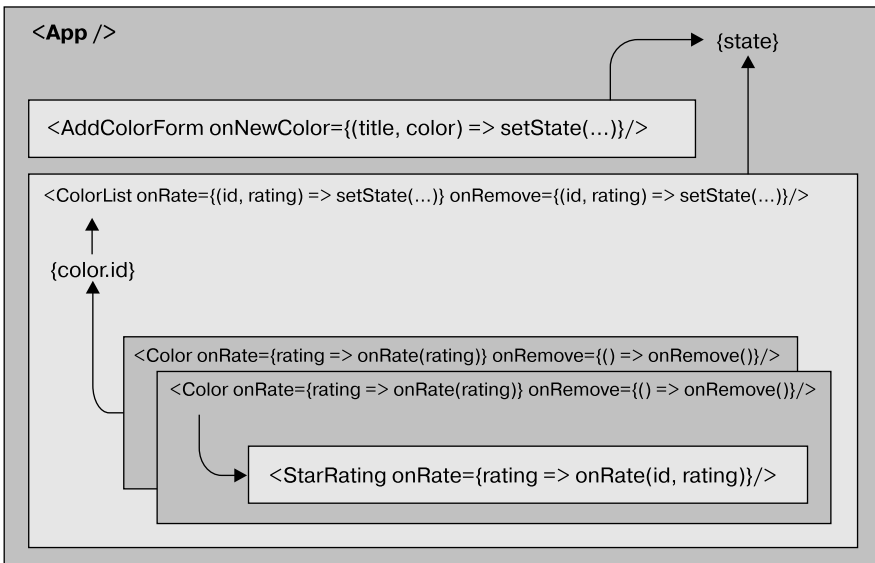 <App />
{state}
<AddColorForm onNewColor={(title, color) => setState(...)}/>
<ColorList onRate={(id, rating) => setState(...)} onRemove={(id, rating) => setState(...)}/>
{color.id}
<Color onRate={rating => onRate(rating)} onRemove={() => onRemove()}/>
<Color onRate={rating => onRate(rating)} onRemove={() => onRemove()}/>
<StarRating onRate={rating => onRate(id, rating)}/>